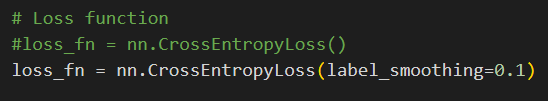 # Loss function
#loss_fn = nn.CrossEntropyLoss()
loss_fn = nn.CrossEntropyLoss(label_smoothing=0.1)